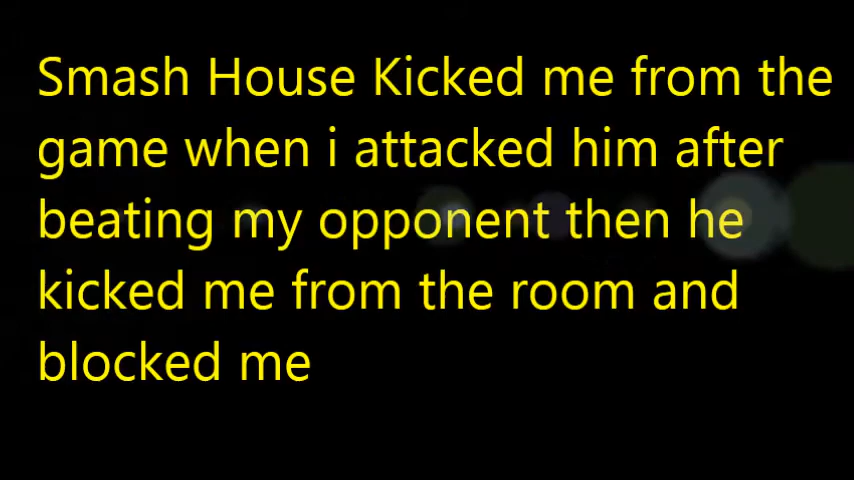 Smash House Kicked me from the
game when i attacked him after
beating my opponent then he
kicked me from the room and
blocked me